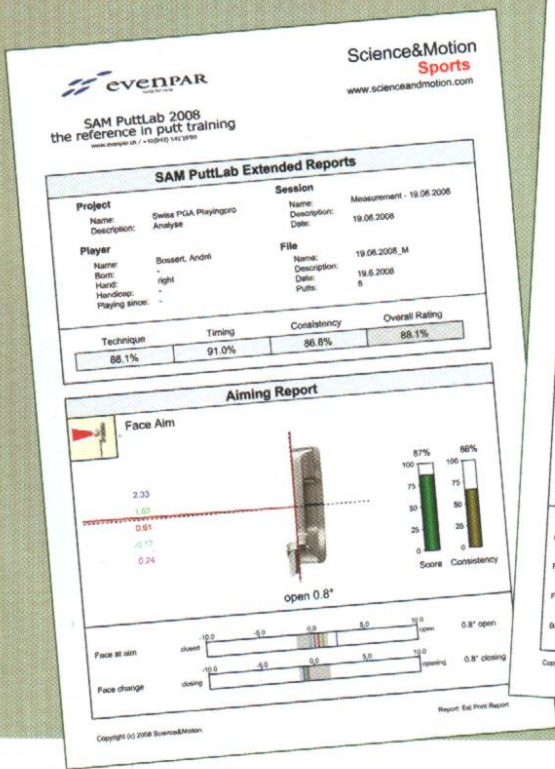 evenPAR
Science&Motion
Sports
www.scienceandmotion.com
SAM PuttLab 2008
the reference in putt training
SAM PuttLab Extended Reports
Project
Name: Swiss PGA Playingpro
Description: Analyse
Session
Name: Measurement - 19.06.2008
Description:
Date: 19.06.2008
Player
Name: Bossert, André
Born: -
Hand: right
Handicap: -
Playing since: -
File
Name: 19.06.2008_M
Description:
Date: 19.6.2008
Putts: 8
Technique Timing Consistency Overall Rating
88.1% 91.0% 86.8% 88.1%
Aiming Report
Face Aim
2.33
1.02
0.91
-0.17
0.24
87% 66%
100 100
75 75
50 50
25 25
0 0
Score Consistency
open 0.8°
Face at aim closed -10.0 -5.0 0.0 5.0 10.0 open 0.8° open
Face change closing -10.0 -5.0 0.0 5.0 10.0 opening 0.8° closing
Copyright (c) 2008 Science&Motion
Report: Ext Print Report